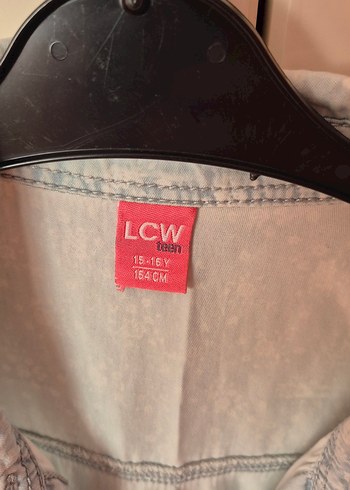 LCW
teen
15-16 Y
164 CM